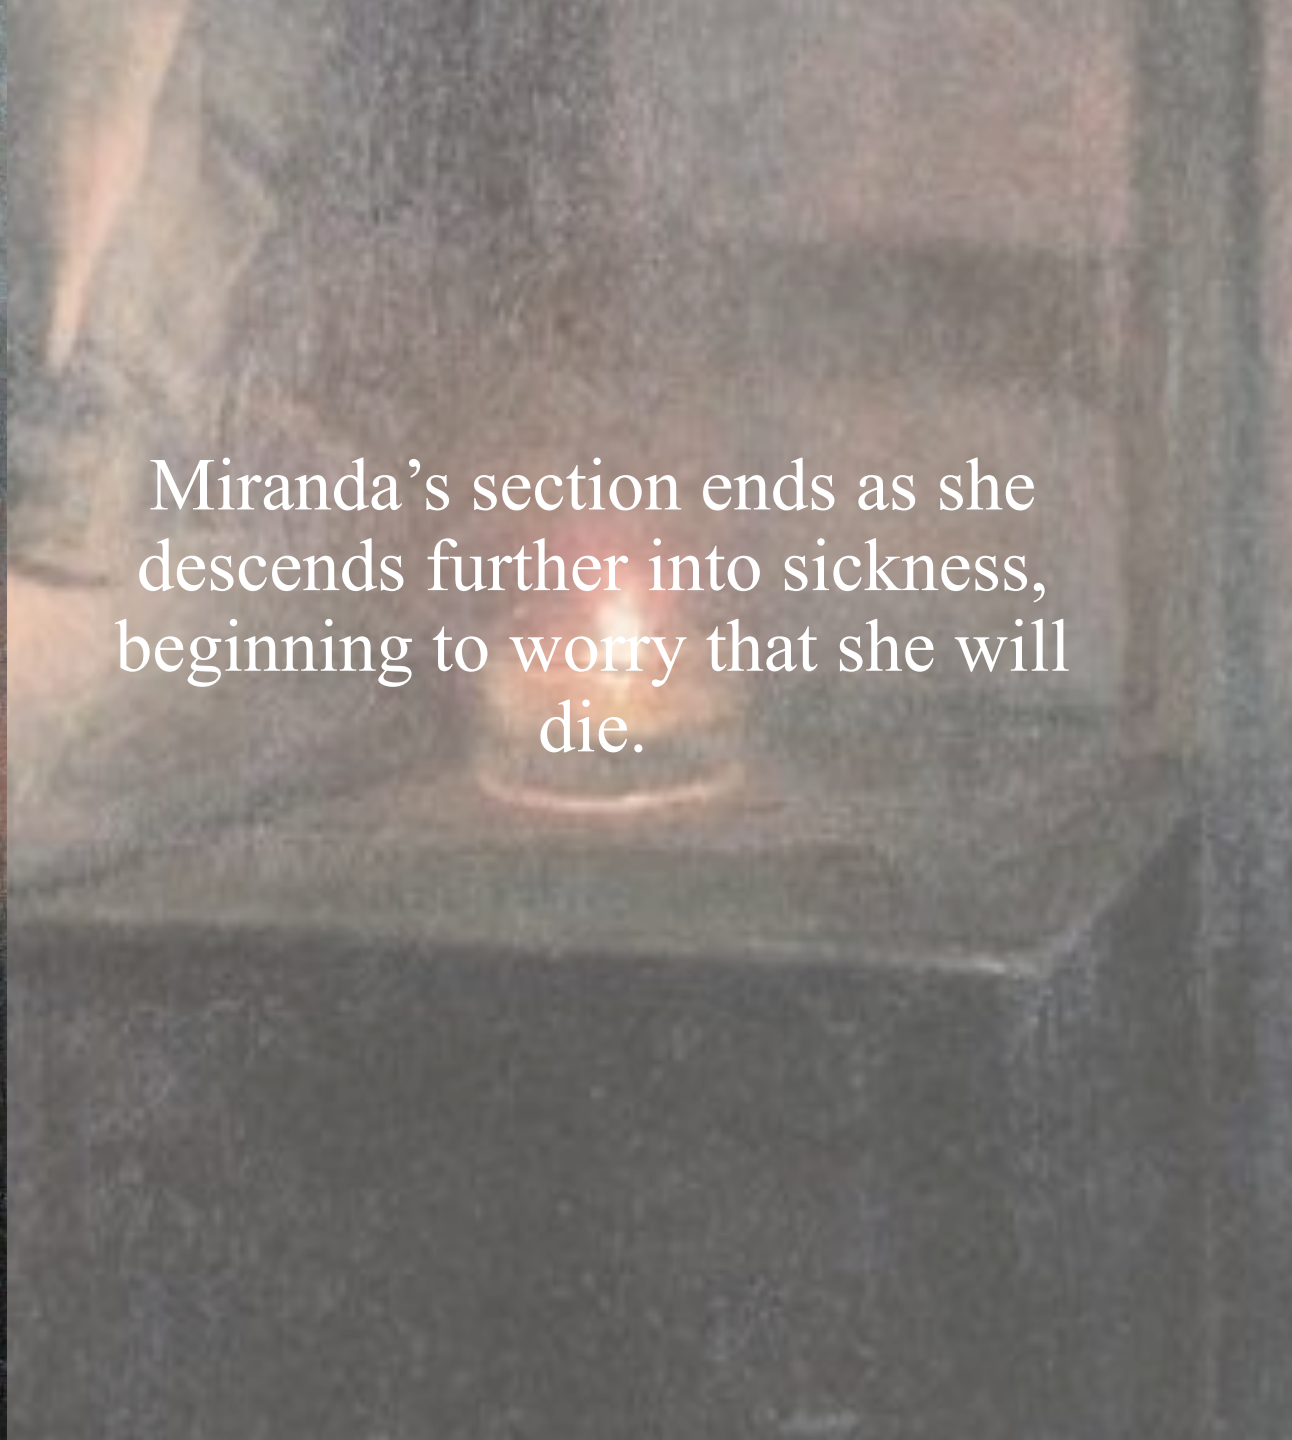 Miranda’s section ends as she
descends further into sickness,
beginning to worry that she will
die.